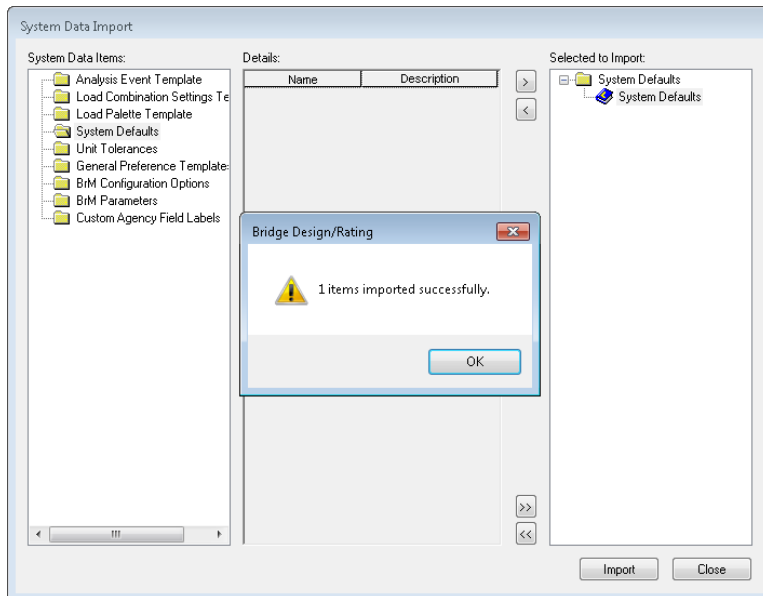 System Data Import
System Data Items:
Analysis Event Template
Load Combination Settings Te
Load Palette Template
System Defaults
Unit Tolerances
General Preference Template:
BrM Configuration Options
BrM Parameters
Custom Agency Field Labels
Details:
Name Description
>
<
>>
<<
Selected to Import:
System Defaults
System Defaults
Bridge Design/Rating
1 items imported successfully.
OK
Import Close